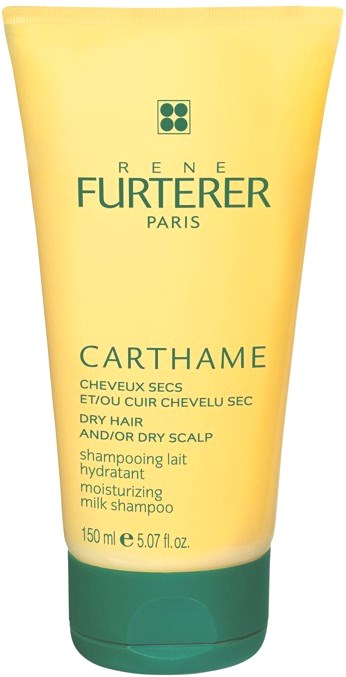 RENE
FURTERER
PARIS
CARTHAME
CHEVEUX SECS
ET/OU CUIR CHEVELU SEC
DRY HAIR
AND/OR DRY SCALP
shampooing lait
hydratant
moisturizing
milk shampoo
150 ml e 5.07 fl.oz.